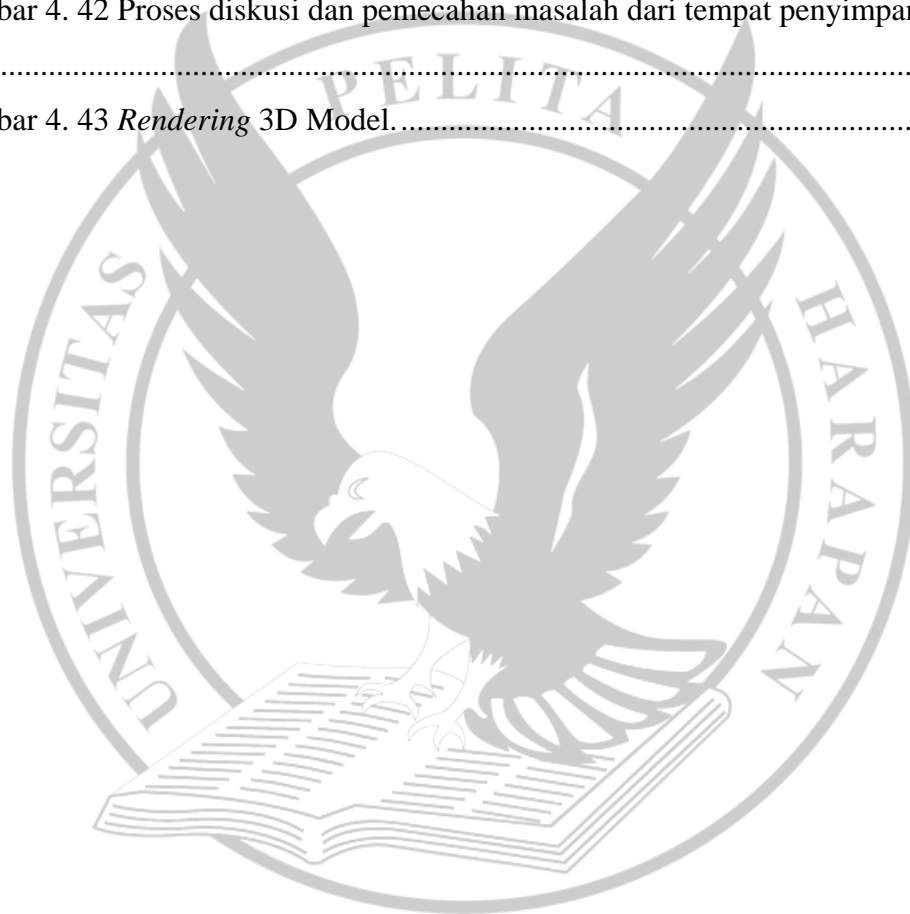 bar 4. 42 Proses diskusi dan pemecahan masalah dari tempat penyimpan
................................................................................................................
bar 4. 43 Rendering 3D Model. ................................................................
UNIVERSITAS PELITA HARAPAN